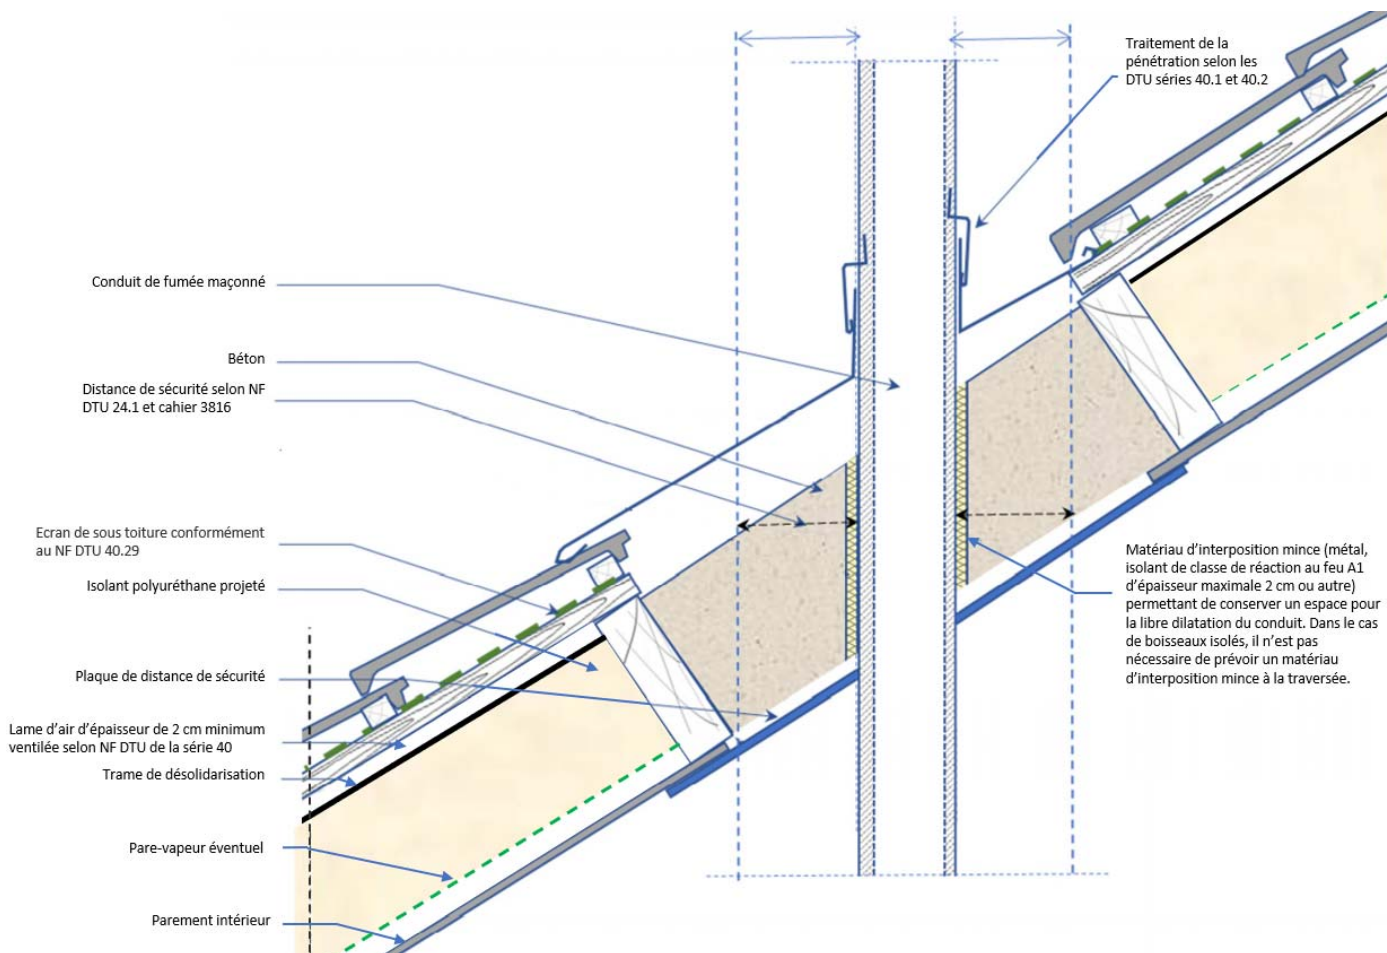 Traitement de la
pénétration selon les
DTU séries 40.1 et 40.2
Conduit de fumée maçonné
Béton
Distance de sécurité selon NF
DTU 24.1 et cahier 3816
Ecran de sous toiture conformément
au NF DTU 40.29
Isolant polyuréthane projeté
Plaque de distance de sécurité
Lame d’air d’épaisseur de 2 cm minimum
ventilée selon NF DTU de la série 40
Trame de désolidarisation
Pare-vapeur éventuel
Parement intérieur
Matériau d’interposition mince (métal,
isolant de classe de réaction au feu A1
d’épaisseur maximale 2 cm ou autre)
permettant de conserver un espace pour
la libre dilatation du conduit. Dans le cas
de boisseaux isolés, il n’est pas
nécessaire de prévoir un matériau
d’interposition mince à la traversée.